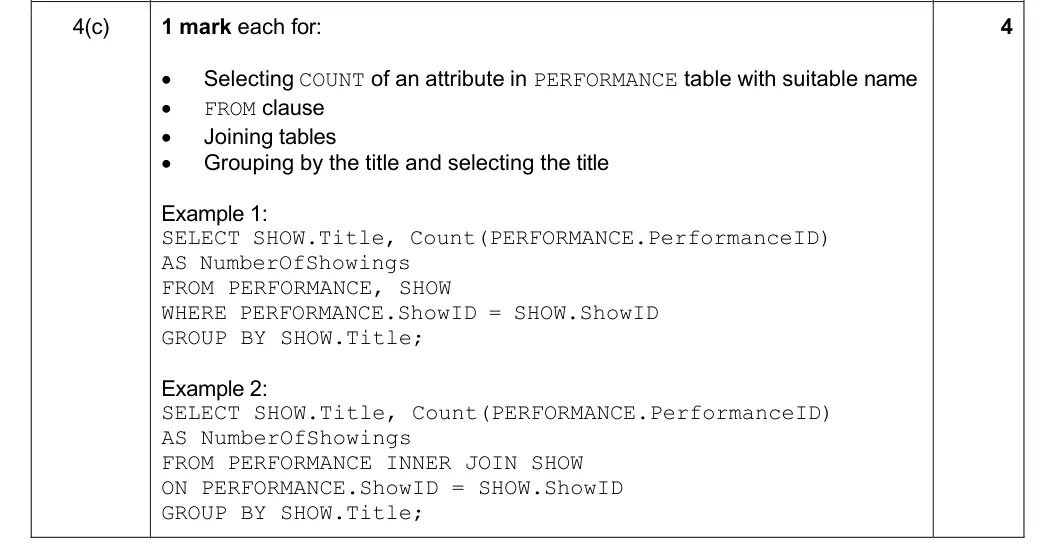 4(c) 1 mark each for: 4
• Selecting COUNT of an attribute in PERFORMANCE table with suitable name
• FROM clause
• Joining tables
• Grouping by the title and selecting the title
Example 1:
SELECT SHOW.Title, Count(PERFORMANCE.PerformanceID)
AS NumberOfShowings
FROM PERFORMANCE, SHOW
WHERE PERFORMANCE.ShowID = SHOW.ShowID
GROUP BY SHOW.Title;
Example 2:
SELECT SHOW.Title, Count(PERFORMANCE.PerformanceID)
AS NumberOfShowings
FROM PERFORMANCE INNER JOIN SHOW
ON PERFORMANCE.ShowID = SHOW.ShowID
GROUP BY SHOW.Title;